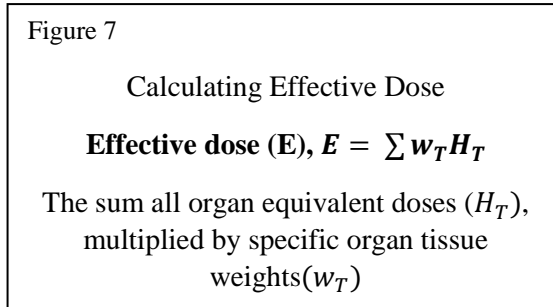 Figure 7
Calculating Effective Dose
Effective dose (E), E = ∑ w_T H_T
The sum all organ equivalent doses (H_T),
multiplied by specific organ tissue
weights(w_T)